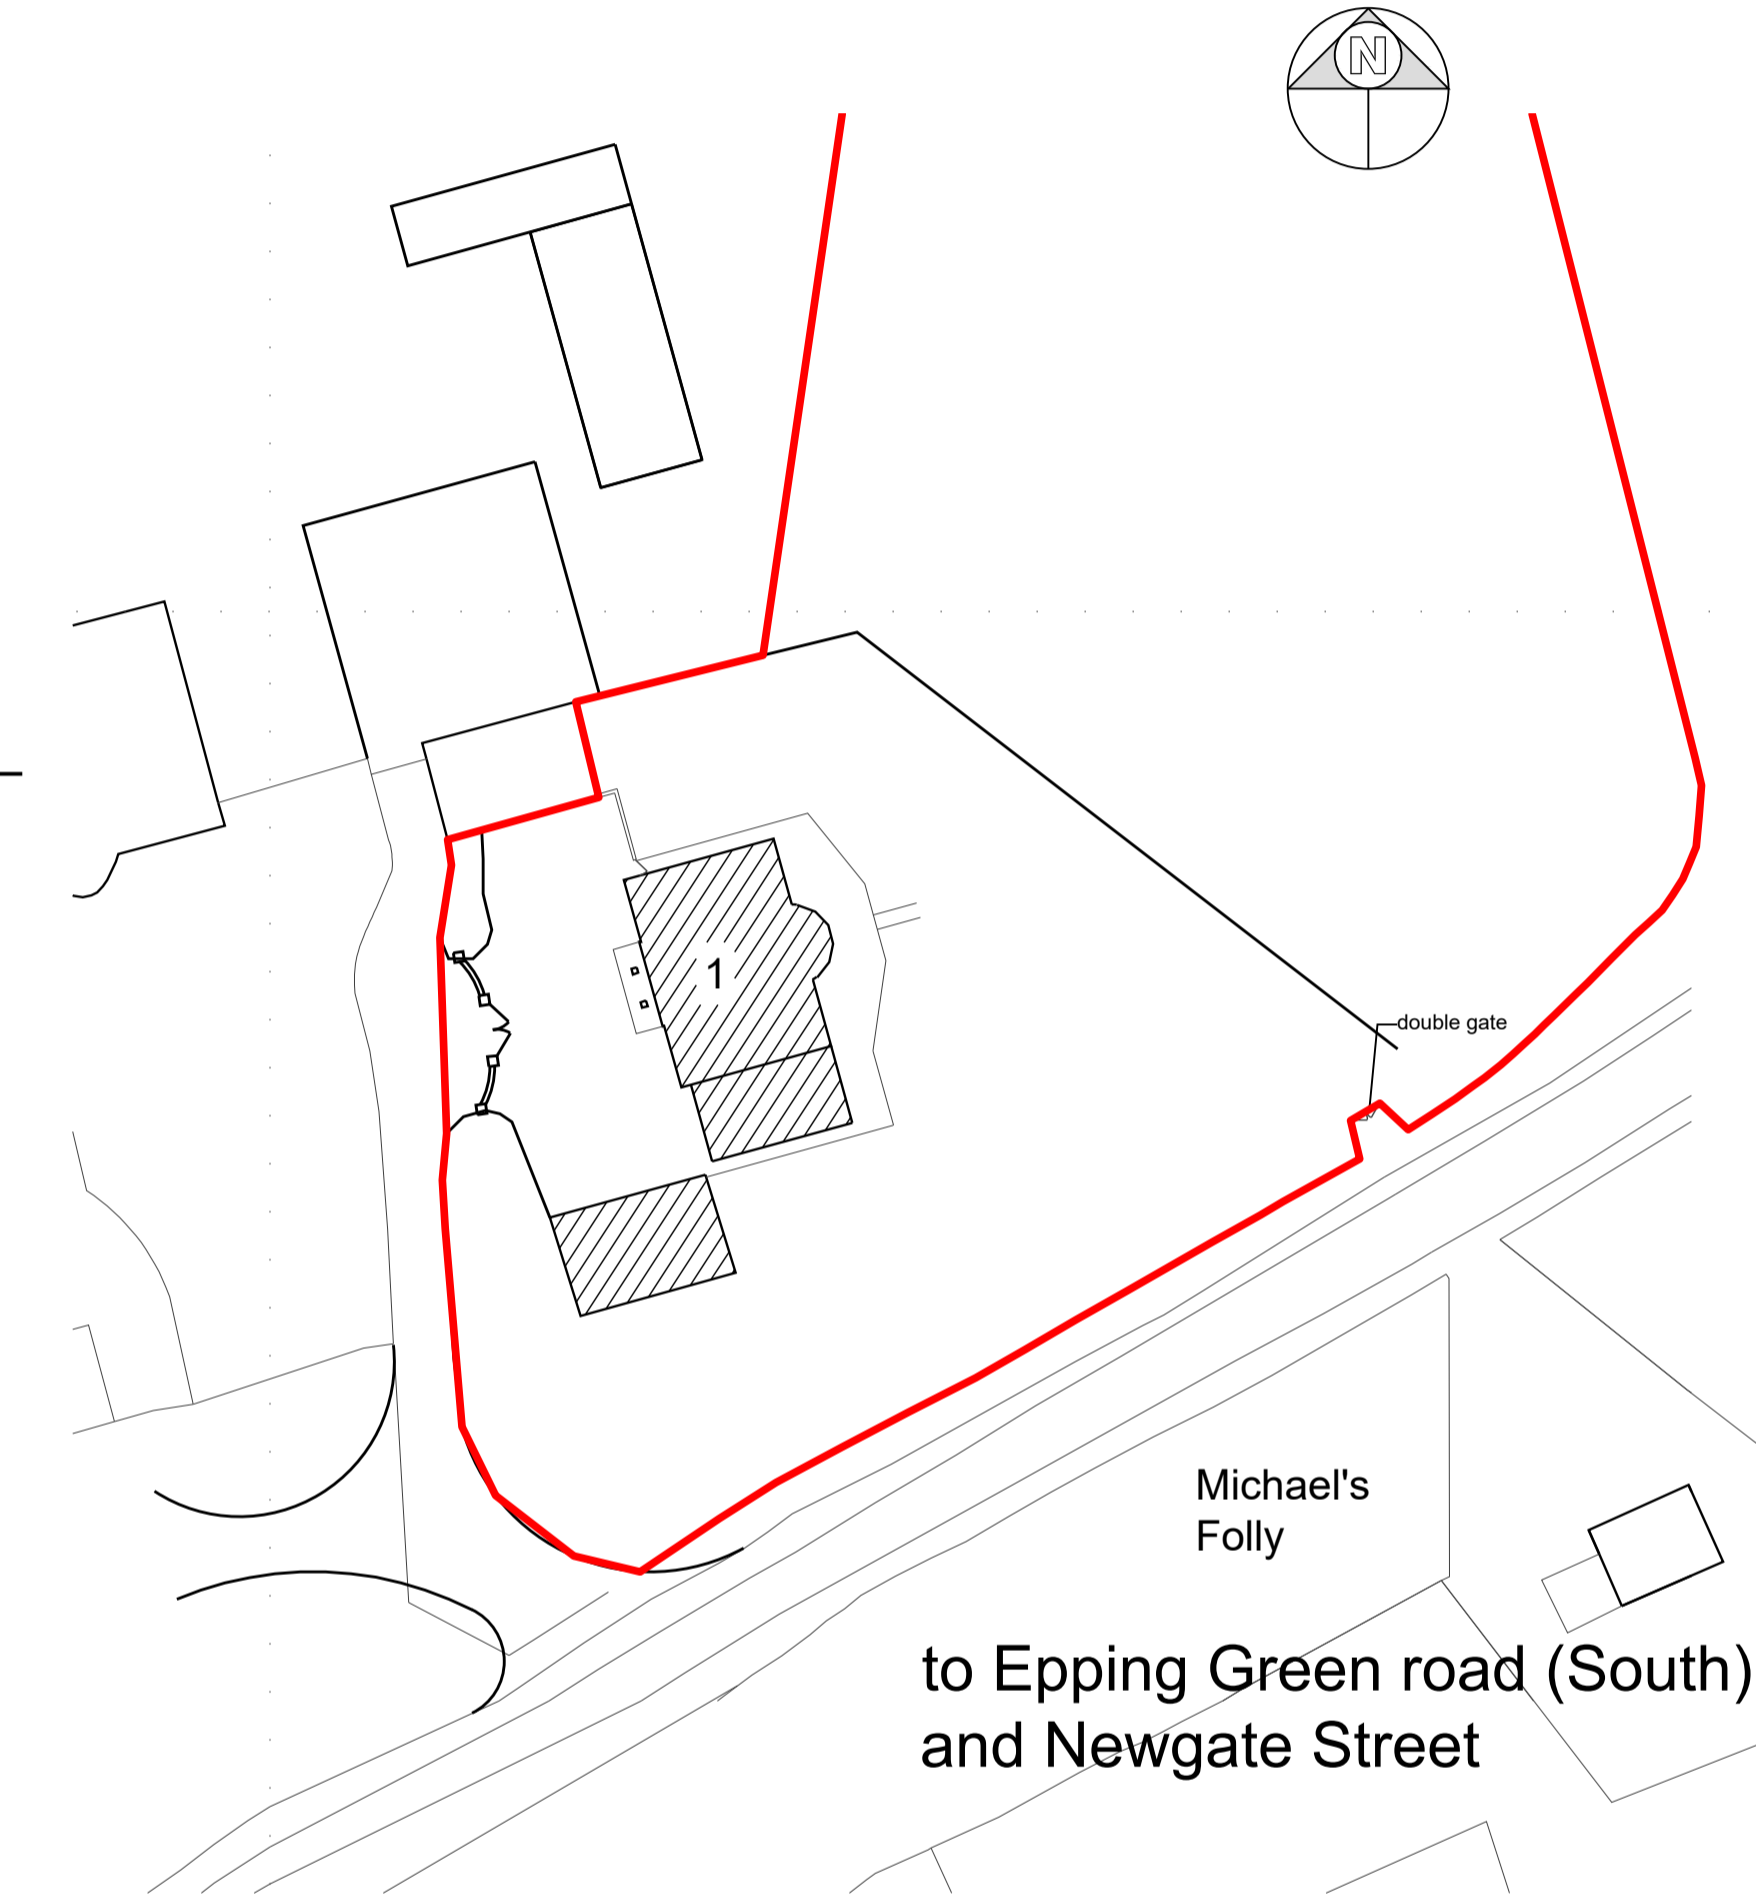 N
1
double gate
Michael's
Folly
to Epping Green road (South)
and Newgate Street